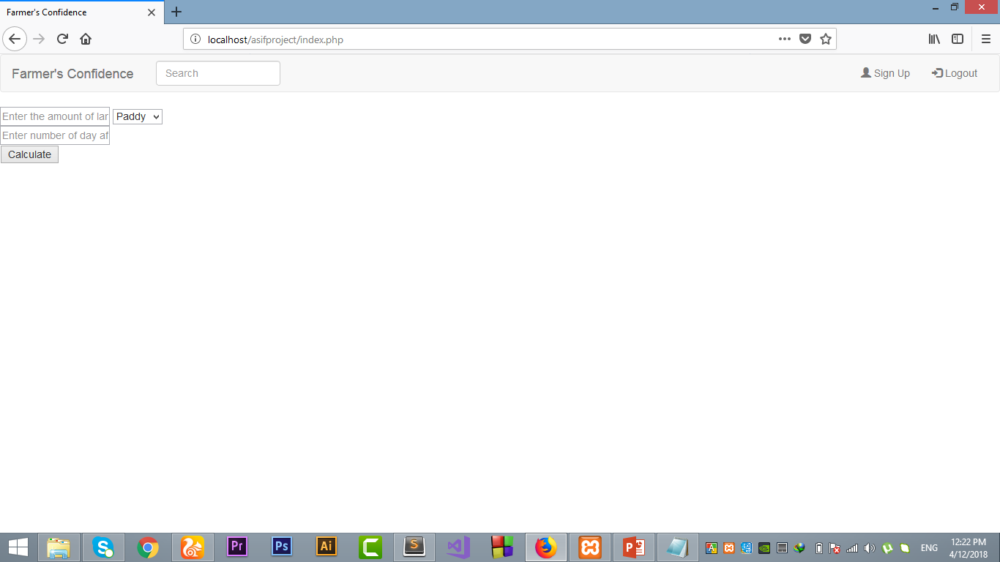 Farmer's Confidence
localhost/asifproject/index.php
Farmer's Confidence Search Sign Up Logout
Enter the amount of lar Paddy
Enter number of day af
Calculate
Pr Ps Ai S P ENG 12:22 PM
4/12/2018